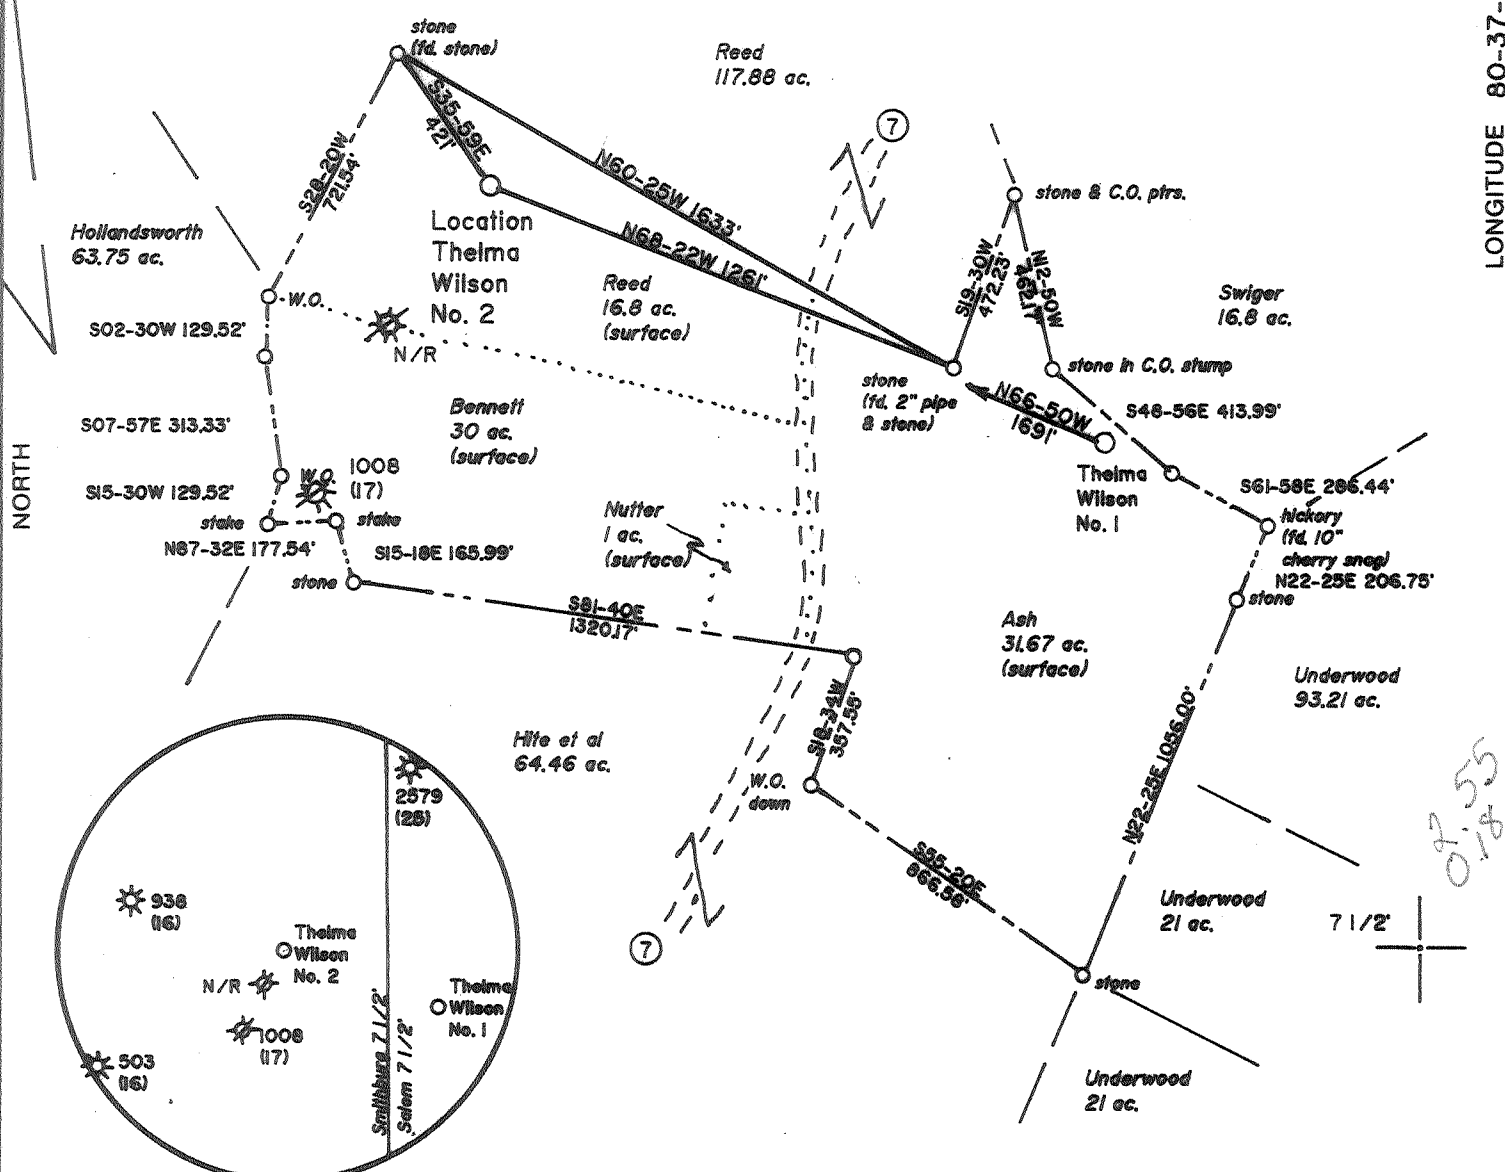 stone
(fd. stone)
Reed
117.88 ac.
LONGITUDE 80-37-
7
S35-59E
421'
S28-20W
721.54'
N60-25W 1633'
stone & C.O. ptrs.
Hollandsworth
63.75 ac.
Location
Thelma
Wilson
No. 2
N68-22W 1261'
S19-30W
472.23'
N12-50W
Reed
16.8 ac.
(surface)
Swiger
16.8 ac.
W.O.
S02-30W 129.52'
N/R
stone
(fd. 2" pipe
& stone)
stone in C.O. stump
N66-50W
1691'
S48-56E 413.99'
S07-57E 313.33'
Bennett
30 ac.
(surface)
NORTH
W.O.
1008
(17)
S15-30W 129.52'
Thelma
Wilson
No. 1
S61-58E 286.44'
stake
stake
Nutter
1 ac.
(surface)
hickory
(fd. 10"
cherry snag)
N87-32E 177.54'
S15-18E 165.99'
N22-25E 206.75'
stone
stone
S81-40E
1320.17'
Ash
31.67 ac.
(surface)
Underwood
93.21 ac.
357.55'
N22-25E 1056.00'
Hite et al
64.46 ac.
W.O.
down
S55-20E
866.58'
Underwood
21 ac.
7 1/2'
7
stone
Underwood
21 ac.
2579
(25)
938
(16)
Thelma
Wilson
No. 2
N/R
Thelma
Wilson
No. 1
1008
(17)
503
(16)
Smithburg 7 1/2'
Salem 7 1/2'
2.55
0.18